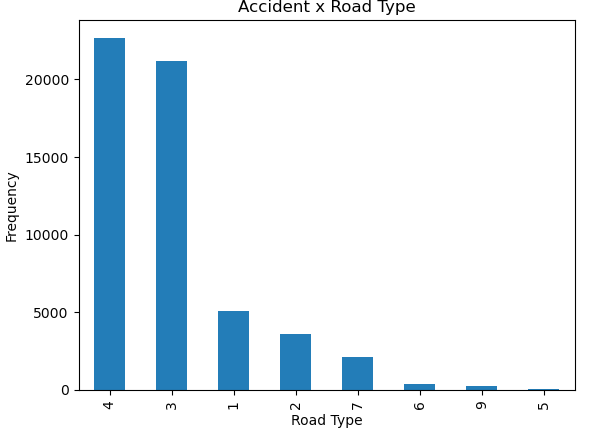 Accident x Road Type
20000
15000
10000
5000
0
Frequency
4 3 1 2 7 6 9 5
Road Type